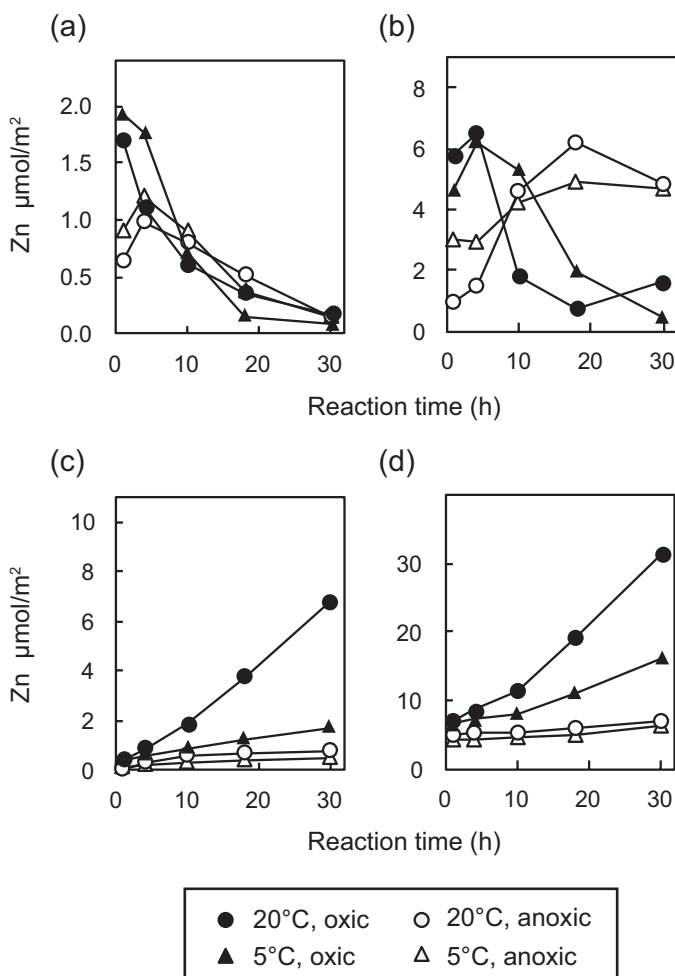 (a)
(b)
Zn µmol/m²
2.0
1.5
1.0
0.5
0.0
0 10 20 30
8
6
4
2
0
0 10 20 30
Reaction time (h)
(c)
(d)
Zn µmol/m²
10
8
6
4
2
0
0 10 20 30
30
20
10
0
0 10 20 30
Reaction time (h)
20°C, oxic 20°C, anoxic
5°C, oxic 5°C, anoxic